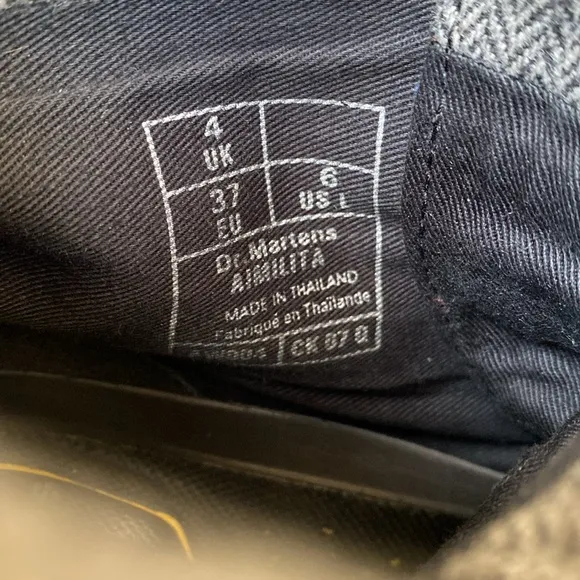 4
UK
37
EU
6
US L
Dr. Martens
AIMILITA
MADE IN THAILAND
Fabriqué en Thaïlande
CK 07 Q